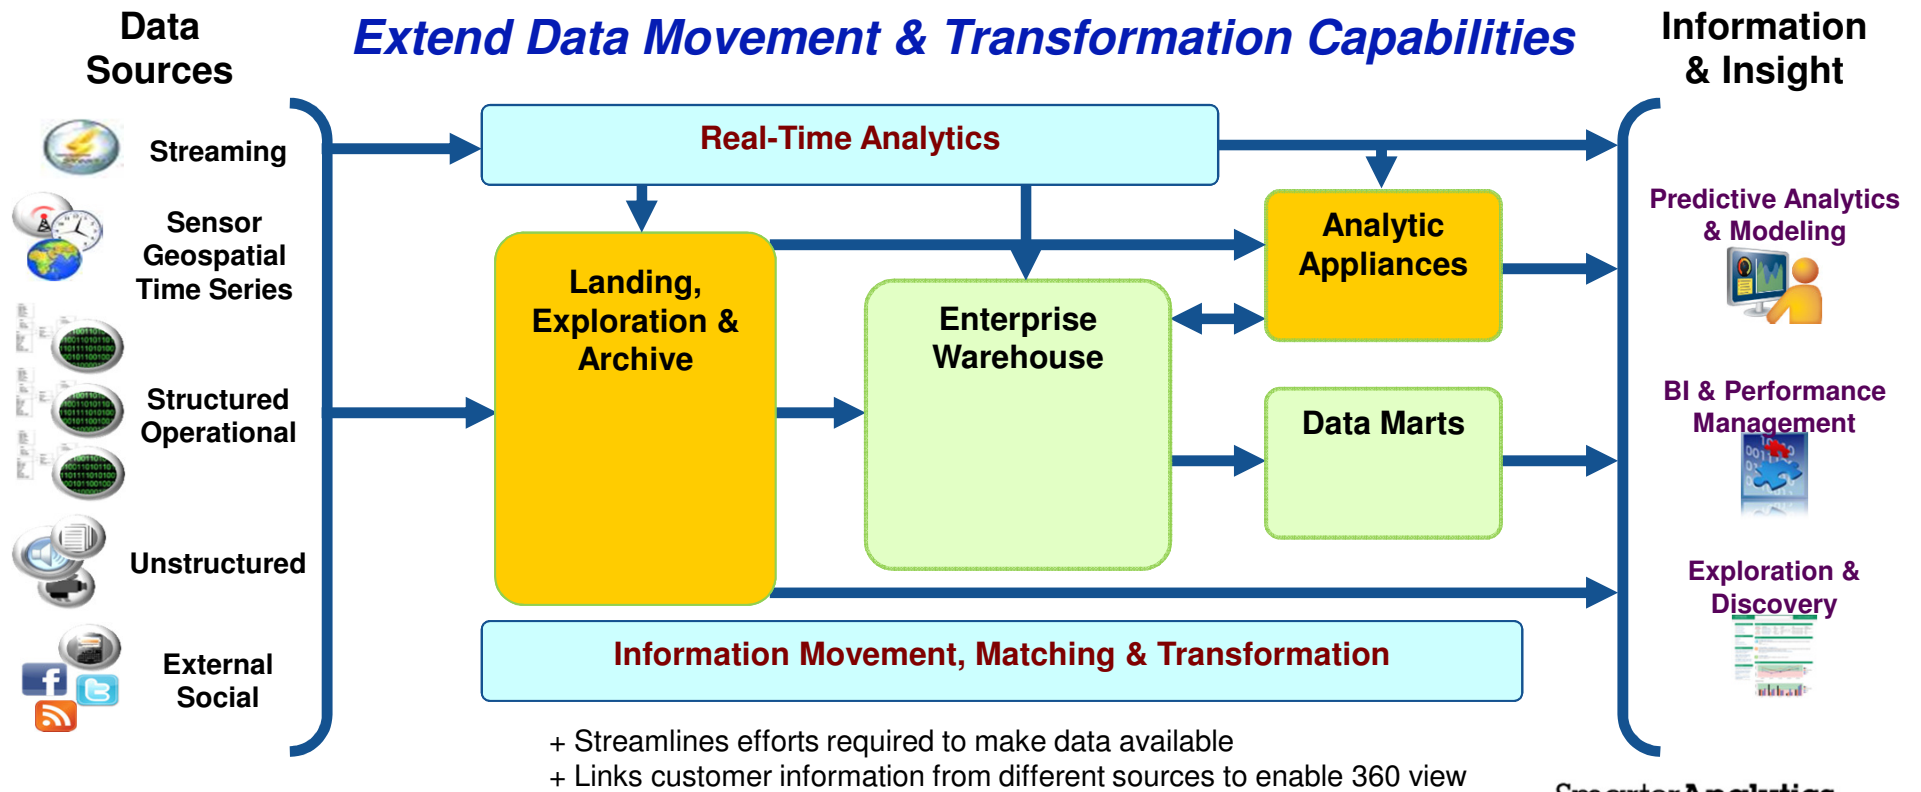 Data
Sources
Extend Data Movement & Transformation Capabilities
Information
& Insight
Streaming
Sensor
Geospatial
Time Series
Structured
Operational
Unstructured
External
Social
Real-Time Analytics
Landing,
Exploration &
Archive
Enterprise
Warehouse
Analytic
Appliances
Data Marts
Predictive Analytics
& Modeling
BI & Performance
Management
Exploration &
Discovery
Information Movement, Matching & Transformation
+ Streamlines efforts required to make data available
+ Links customer information from different sources to enable 360 view
Smarter Analytics